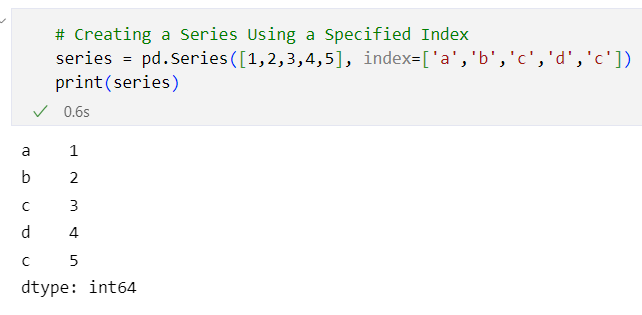 # Creating a Series Using a Specified Index
series = pd.Series([1,2,3,4,5], index=['a','b','c','d','c'])
print(series)
0.6s
a    1
b    2
c    3
d    4
c    5
dtype: int64